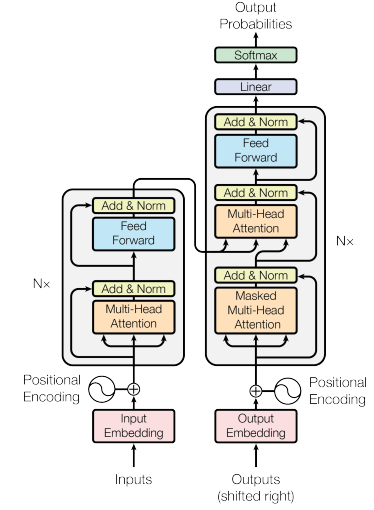 Output
Probabilities
Softmax
Linear
Add & Norm
Feed
Forward
Add & Norm
Multi-Head
Attention
Add & Norm
Masked
Multi-Head
Attention
N×
Positional
Encoding
Output
Embedding
Outputs
(shifted right)
Add & Norm
Feed
Forward
Add & Norm
Multi-Head
Attention
N×
Positional
Encoding
Input
Embedding
Inputs